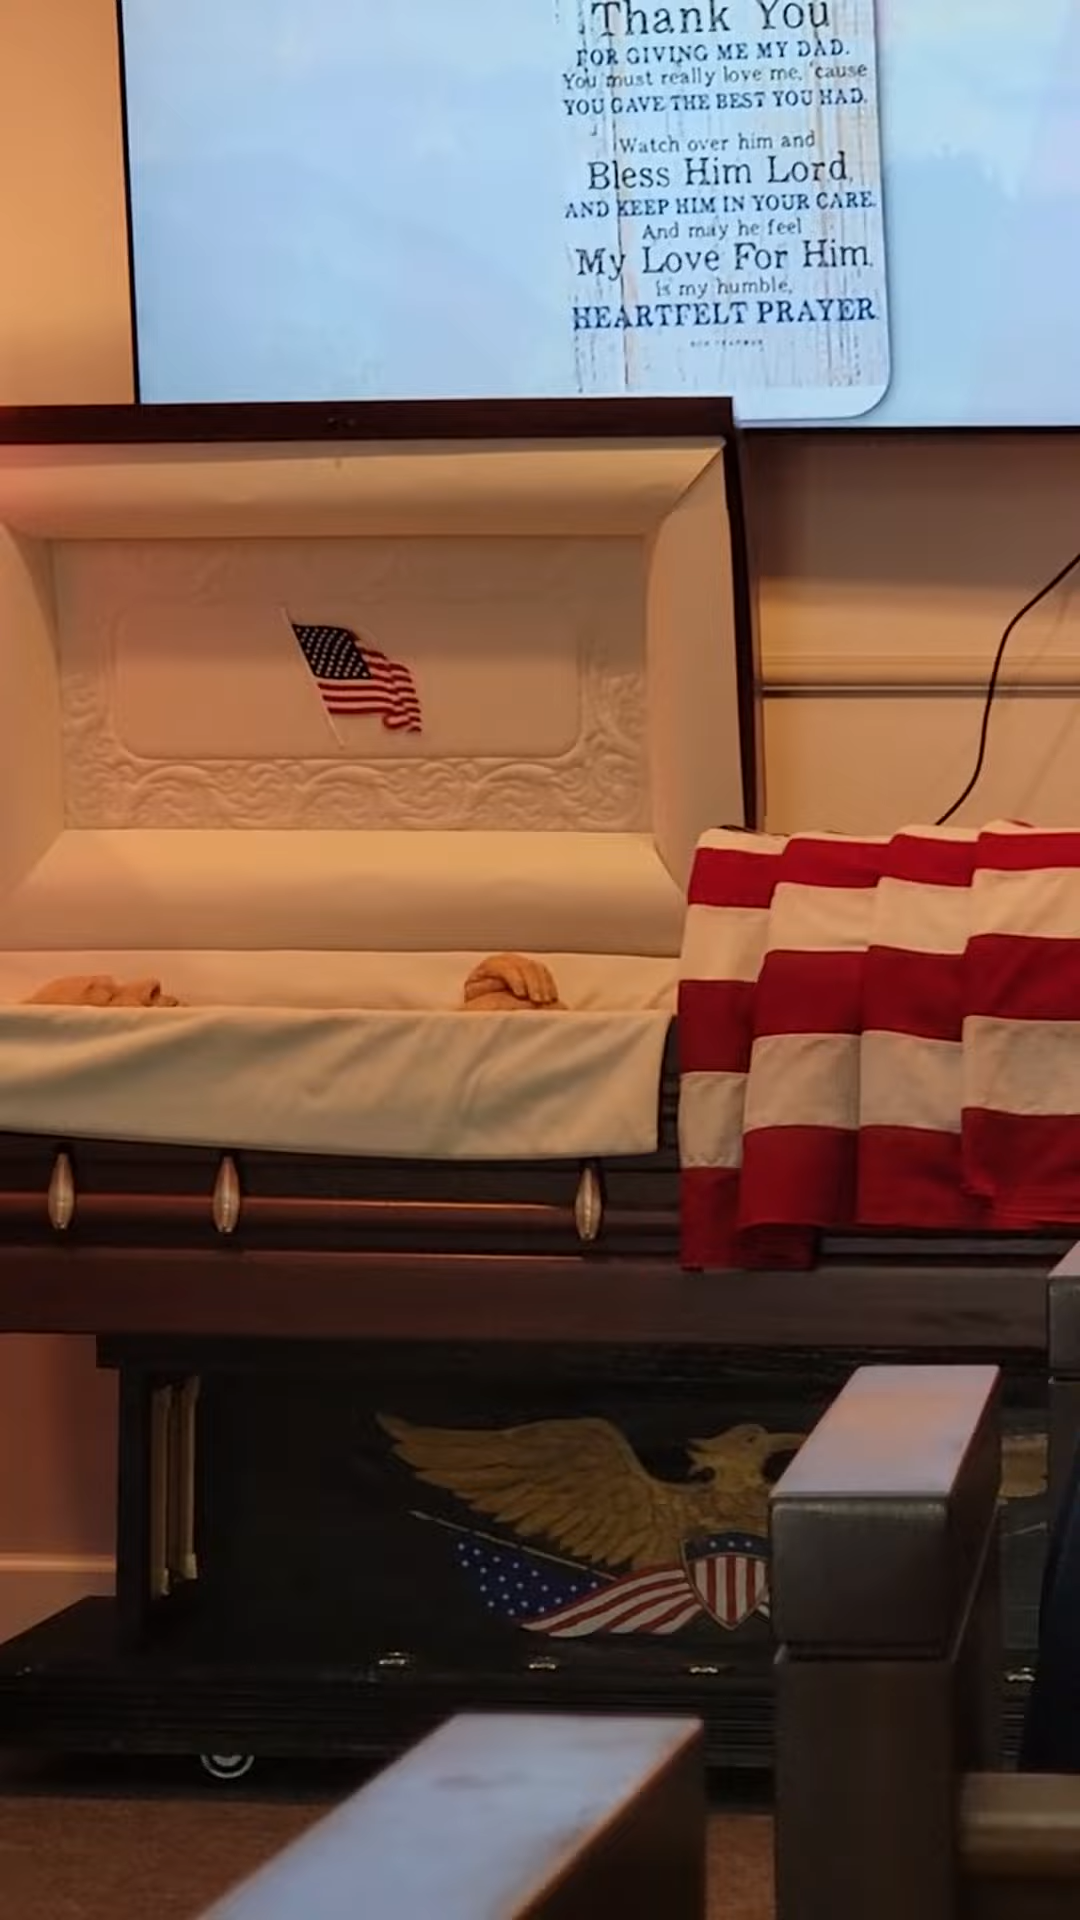 Thank You
FOR GIVING ME MY DAD.
You must really love me, 'cause
YOU GAVE THE BEST YOU HAD.
Watch over him and
Bless Him Lord,
AND KEEP HIM IN YOUR CARE.
And may he feel
My Love For Him,
is my humble,
HEARTFELT PRAYER